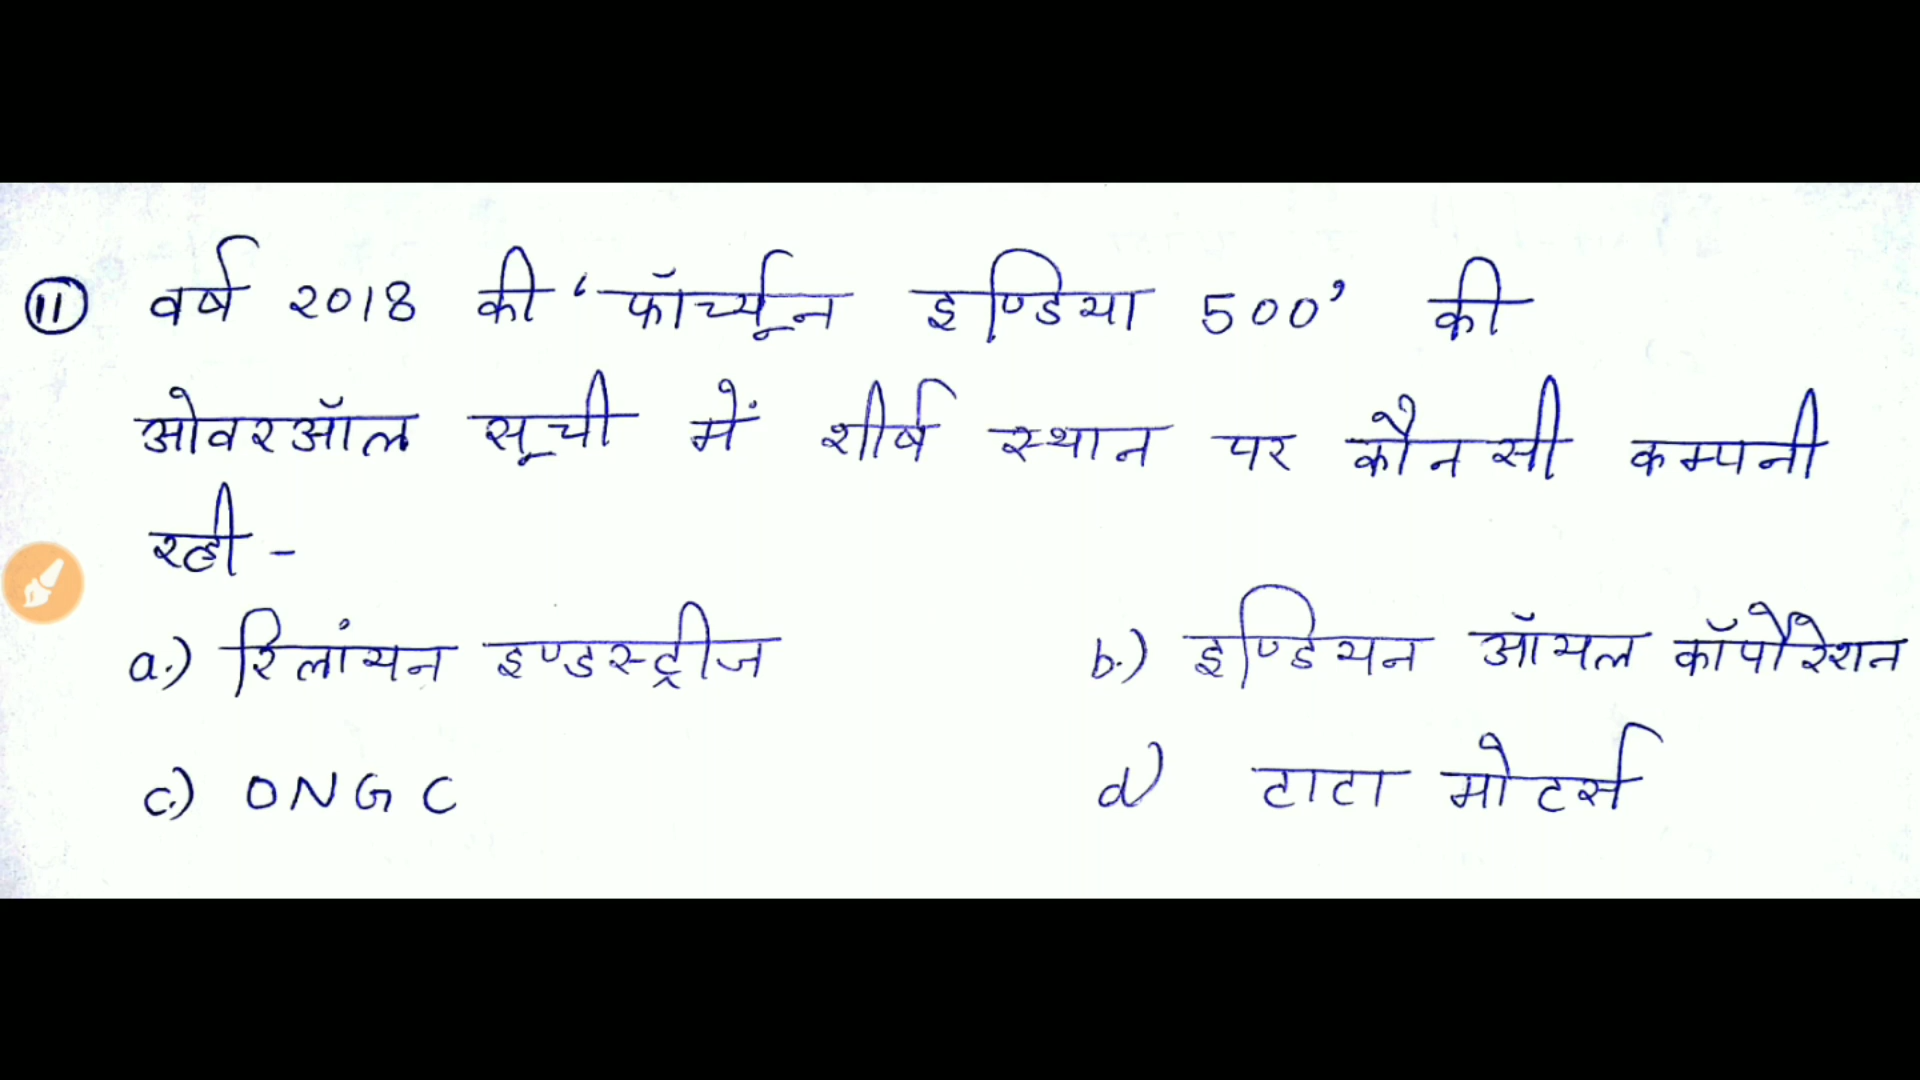 11 वर्ष 2018 की ‘फॉर्च्यून इण्डिया 500’ की
ओवरऑल सूची में शीर्ष स्थान पर कौन सी कम्पनी
रही -
a.) रिलांयन इण्डस्ट्रीज b.) इण्डियन ऑयल कॉर्पोरेशन
c.) ONGC d) टाटा मोटर्स